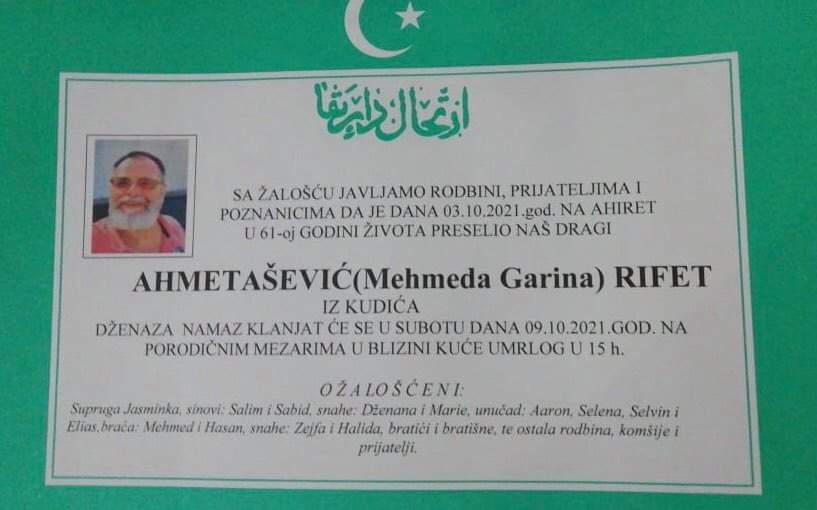 ارتحال دار بقا
SA ŽALOŠĆU JAVLJAMO RODBINI, PRIJATELJIMA I
POZNANICIMA DA JE DANA 03.10.2021.god. NA AHIRET
U 61-oj GODINI ŽIVOTA PRESELIO NAŠ DRAGI
AHMETAŠEVIĆ(Mehmeda Garina) RIFET
IZ KUDIĆA
DŽENAZA NAMAZ KLANJAT ĆE SE U SUBOTU DANA 09.10.2021.GOD. NA
PORODIČNIM MEZARIMA U BLIZINI KUĆE UMRLOG U 15 h.
O Ž A L O Š Ć E N I:
Supruga Jasminka, sinovi: Salim i Sabid, snahe: Dženana i Marie, unučad: Aaron, Selena, Selvin i
Elias,braća: Mehmed i Hasan, snahe: Zejfa i Halida, bratići i bratišne, te ostala rodbina, komšije i
prijatelji.